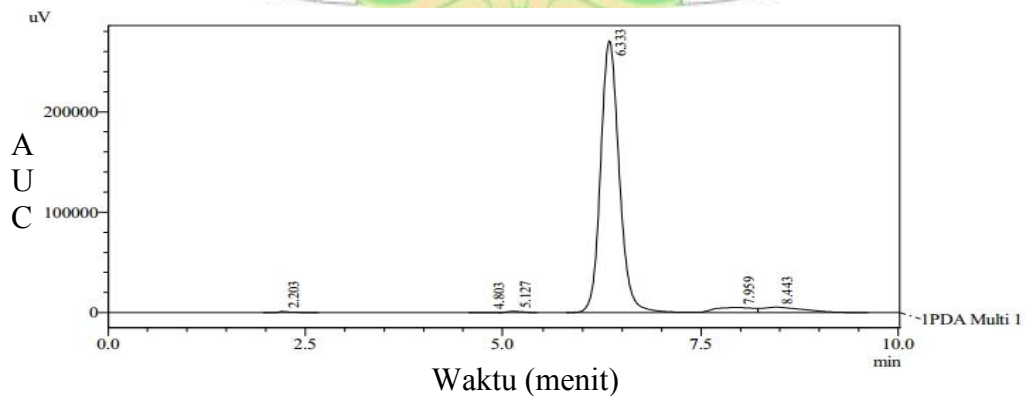 uV
200000
100000
0
A
U
C
2.203
4.803
5.127
6.333
7.959
8.443
1PDA Multi 1
0.0 2.5 5.0 7.5 10.0
min
Waktu (menit)